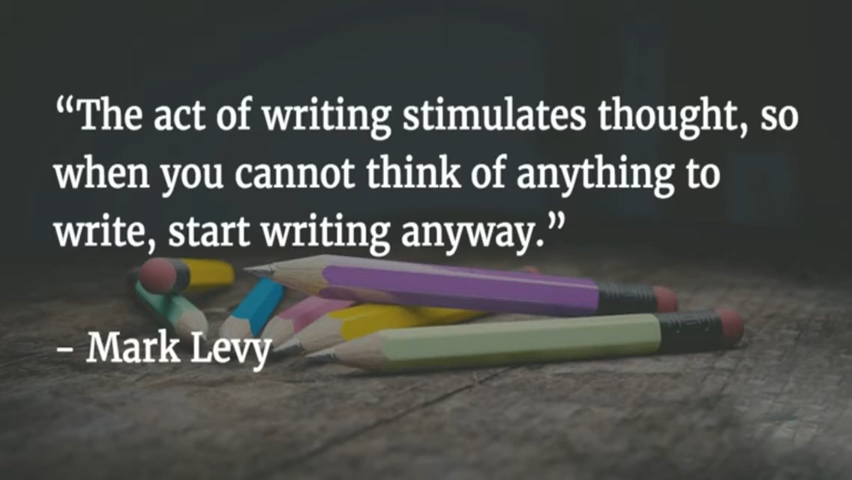 “The act of writing stimulates thought, so
when you cannot think of anything to
write, start writing anyway.”
– Mark Levy